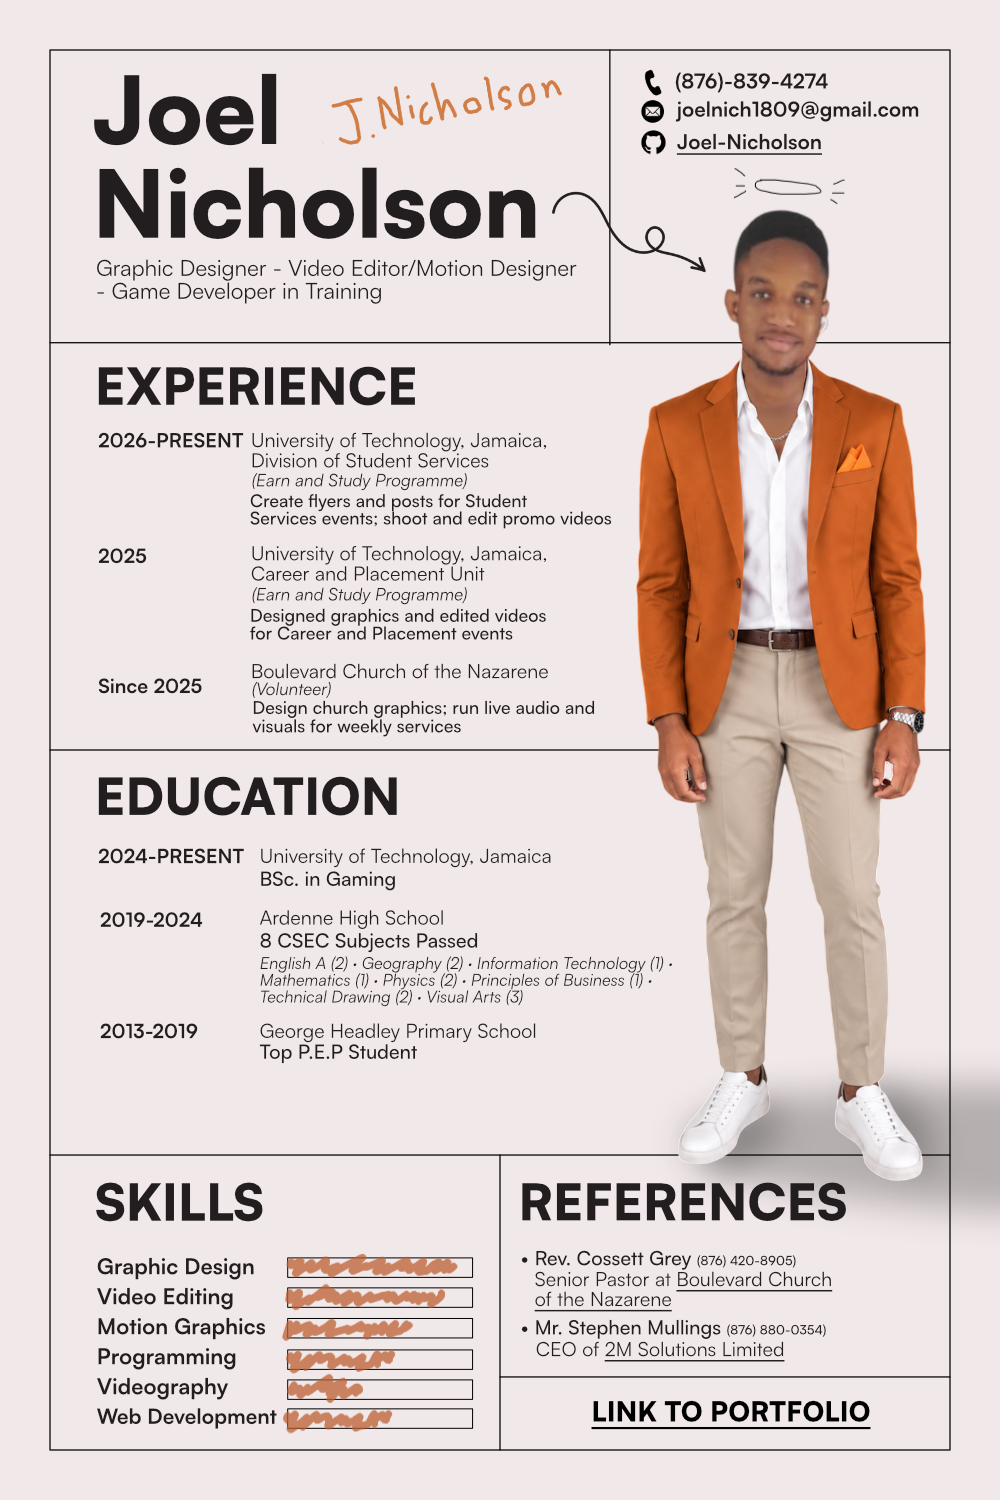 Joel
Nicholson
J. Nicholson
Graphic Designer - Video Editor/Motion Designer
- Game Developer in Training
(876)-839-4274
joelnich1809@gmail.com
Joel-Nicholson
EXPERIENCE
2026-PRESENT University of Technology, Jamaica,
Division of Student Services
(Earn and Study Programme)
Create flyers and posts for Student
Services events; shoot and edit promo videos
2025 University of Technology, Jamaica,
Career and Placement Unit
(Earn and Study Programme)
Designed graphics and edited videos
for Career and Placement events
Since 2025 Boulevard Church of the Nazarene
(Volunteer)
Design church graphics; run live audio and
visuals for weekly services
EDUCATION
2024-PRESENT University of Technology, Jamaica
BSc. in Gaming
2019-2024 Ardenne High School
8 CSEC Subjects Passed
English A (2) • Geography (2) • Information Technology (1) •
Mathematics (1) • Physics (2) • Principles of Business (1) •
Technical Drawing (2) • Visual Arts (3)
2013-2019 George Headley Primary School
Top P.E.P Student
SKILLS
Graphic Design
Video Editing
Motion Graphics
Programming
Videography
Web Development
REFERENCES
• Rev. Cossett Grey (876) 420-8905)
Senior Pastor at Boulevard Church
of the Nazarene
• Mr. Stephen Mullings (876) 880-0354)
CEO of 2M Solutions Limited
LINK TO PORTFOLIO